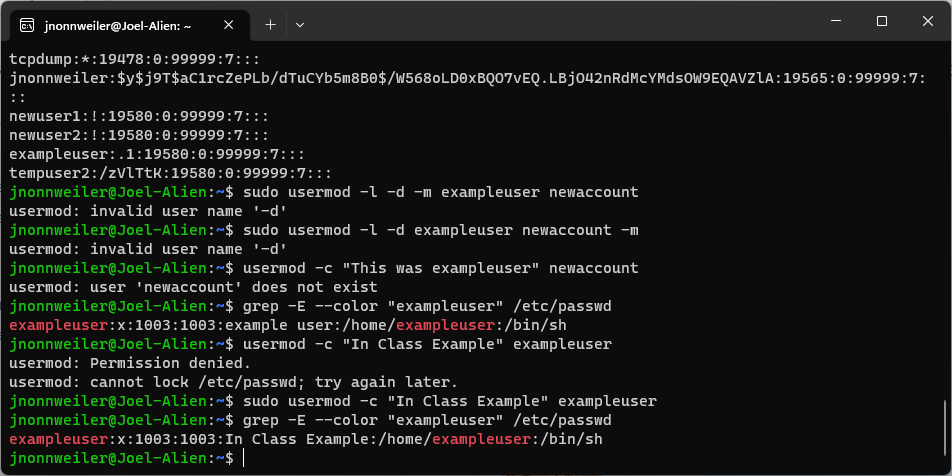 jnonnweiler@Joel-Alien: ~
tcpdump:*:19478:0:99999:7:::
jnonnweiler:$y$j9T$aC1rcZePLb/dTuCYb5m8B0$/W568oLD0xBQO7vEQ.LBjO42nRdMcYMdsOW9EQAVZlA:19565:0:99999:7:
::
newuser1:!:19580:0:99999:7:::
newuser2:!:19580:0:99999:7:::
exampleuser:.1:19580:0:99999:7:::
tempuser2:/zVlTtK:19580:0:99999:7:::
jnonnweiler@Joel-Alien:~$ sudo usermod -l -d -m exampleuser newaccount
usermod: invalid user name '-d'
jnonnweiler@Joel-Alien:~$ sudo usermod -l -d exampleuser newaccount -m
usermod: invalid user name '-d'
jnonnweiler@Joel-Alien:~$ usermod -c "This was exampleuser" newaccount
usermod: user 'newaccount' does not exist
jnonnweiler@Joel-Alien:~$ grep -E --color "exampleuser" /etc/passwd
exampleuser:x:1003:1003:example user:/home/exampleuser:/bin/sh
jnonnweiler@Joel-Alien:~$ usermod -c "In Class Example" exampleuser
usermod: Permission denied.
usermod: cannot lock /etc/passwd; try again later.
jnonnweiler@Joel-Alien:~$ sudo usermod -c "In Class Example" exampleuser
jnonnweiler@Joel-Alien:~$ grep -E --color "exampleuser" /etc/passwd
exampleuser:x:1003:1003:In Class Example:/home/exampleuser:/bin/sh
jnonnweiler@Joel-Alien:~$